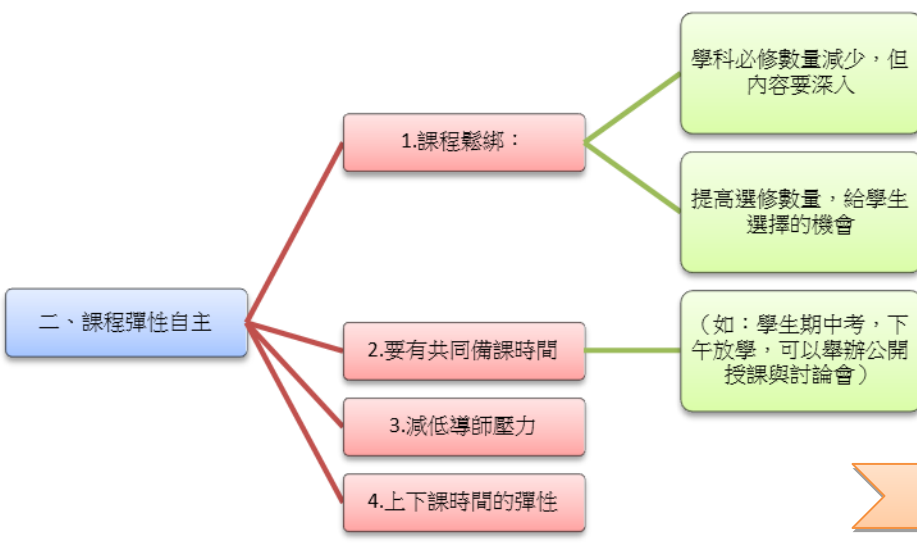 二、課程彈性自主
1.課程鬆綁：
學科必修數量減少，但
內容要深入
提高選修數量，給學生
選擇的機會
2.要有共同備課時間
（如：學生期中考，下
午放學，可以舉辦公開
授課與討論會）
3.減低導師壓力
4.上下課時間的彈性